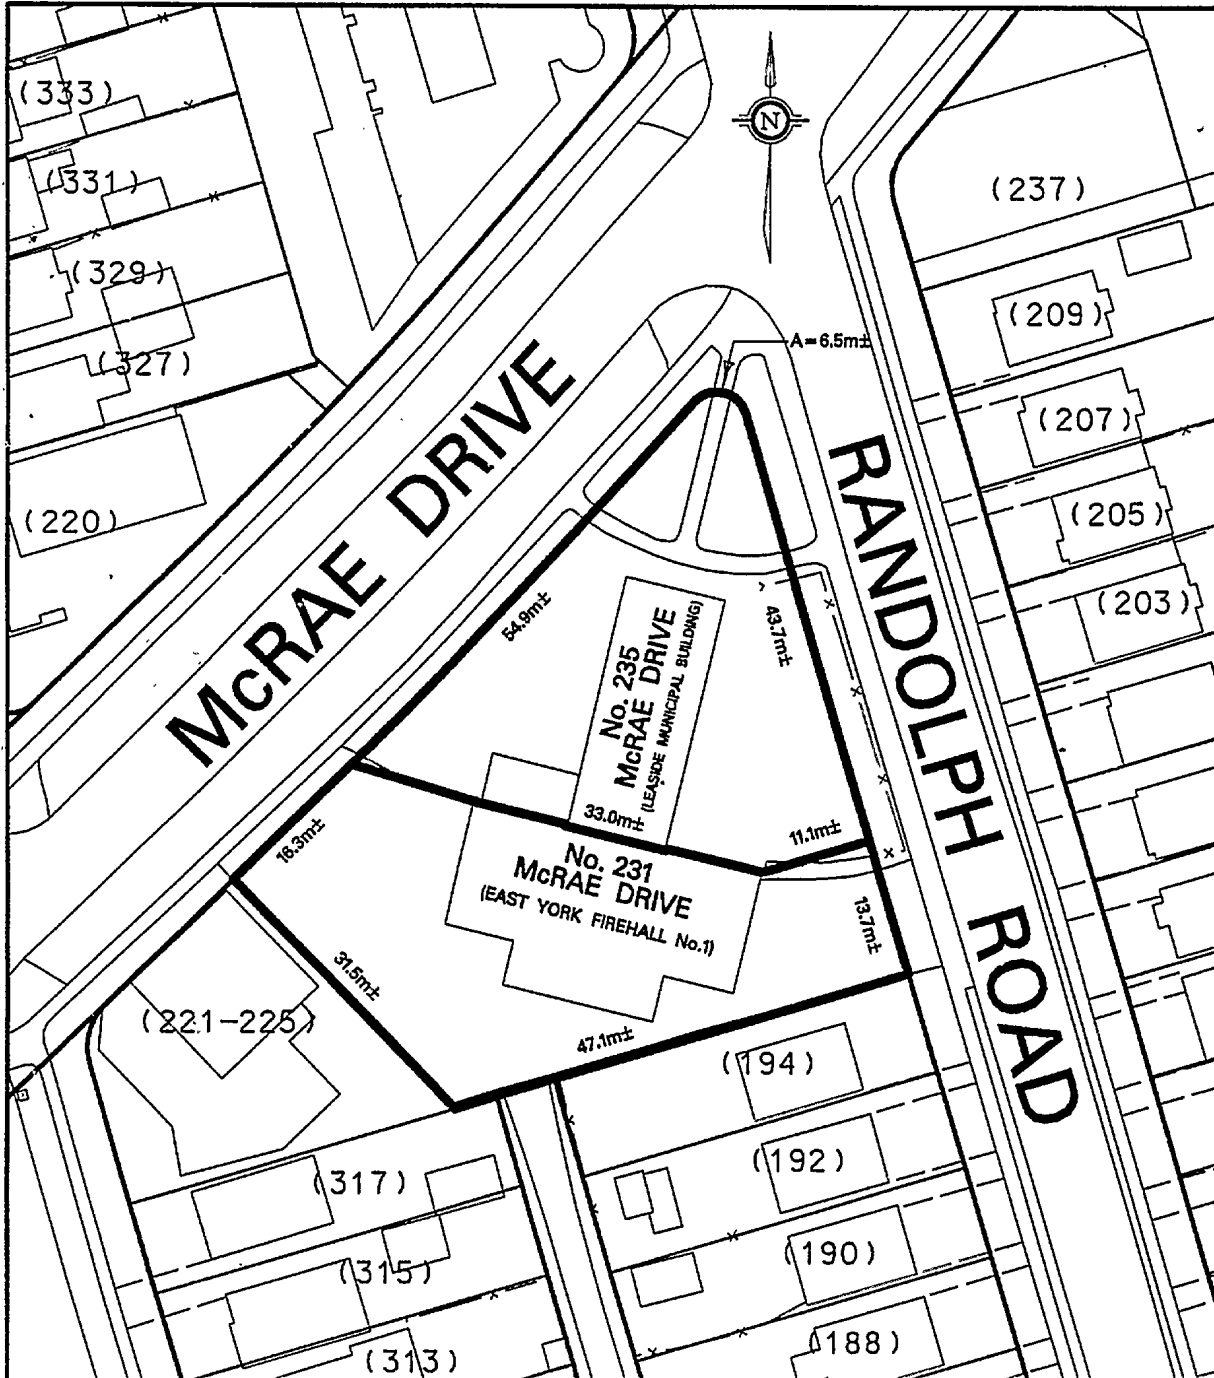 (333)
N
(331)
(237)
(329)
(209)
A=6.5m±
(327)
(207)
McRAE DRIVE
RANDOLPH ROAD
(220)
(205)
(203)
54.9m±
43.7m±
No. 235
McRAE DRIVE
(LEASIDE MUNICIPAL BUILDING)
33.0m±
11.1m±
16.3m±
No. 231
McRAE DRIVE
(EAST YORK FIREHALL No.1)
13.7m±
31.5m±
47.1m±
(221-225)
(194)
(192)
(317)
(190)
(315)
(188)
(313)